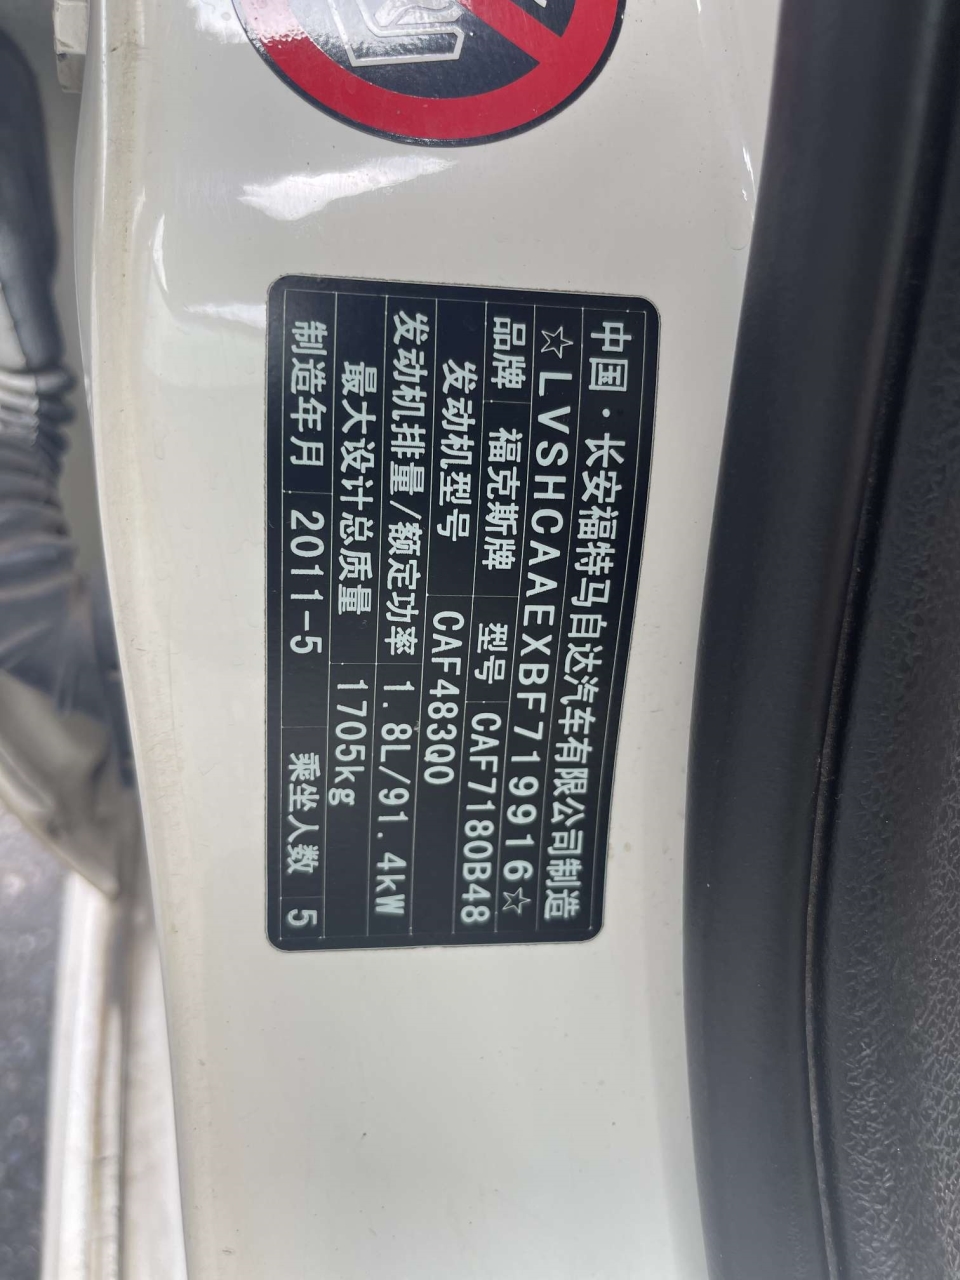 中国·长安福特马自达汽车有限公司制造
☆LVSHCAAEXBF719916☆
品牌 福克斯牌 型号 CAF7180B48
发动机型号 CAF483Q0
发动机排量/额定功率 1.8L/91.4kW
最大设计总质量 1705kg
制造年月 2011-5 乘坐人数 5